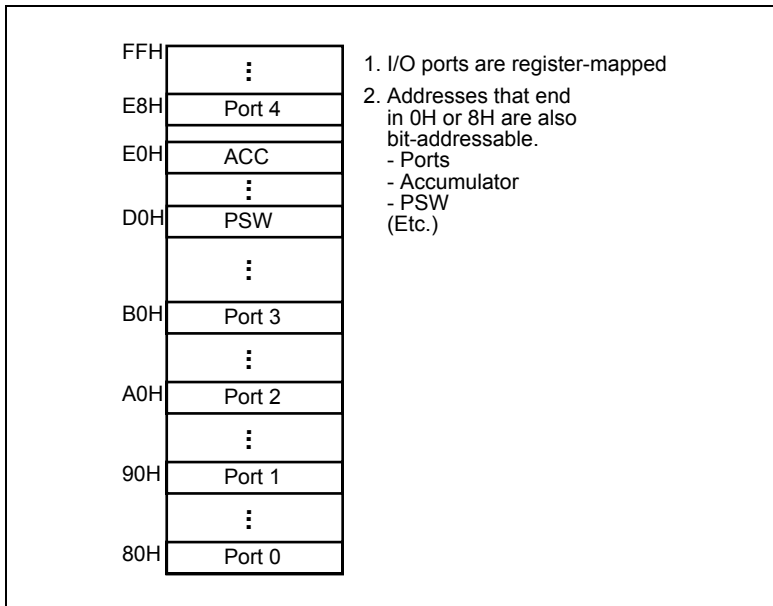 FFH
⋮
E8H Port 4
E0H ACC
⋮
D0H PSW
⋮
B0H Port 3
⋮
A0H Port 2
⋮
90H Port 1
⋮
80H Port 0
1. I/O ports are register-mapped
2. Addresses that end
in 0H or 8H are also
bit-addressable.
- Ports
- Accumulator
- PSW
(Etc.)